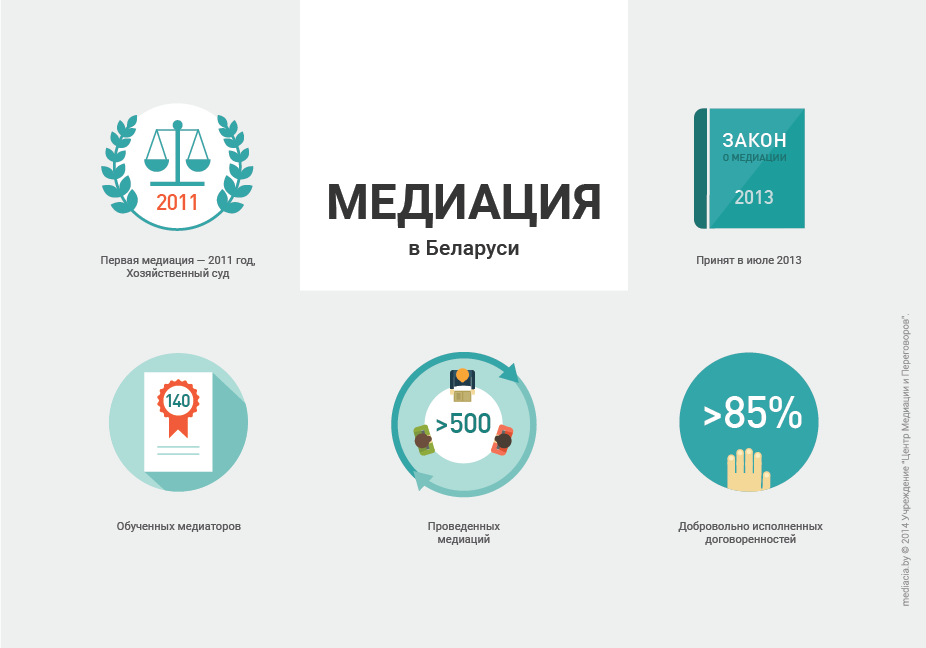 МЕДИАЦИЯ
в Беларуси
2011
Первая медиация — 2011 год,
Хозяйственный суд
ЗАКОН
О МЕДИАЦИИ
2013
Принят в июле 2013
140
Обученных медиаторов
>500
Проведенных
медиаций
>85%
Добровольно исполненных
договоренностей
mediacia.by © 2014 Учреждение "Центр Медиации и Переговоров".